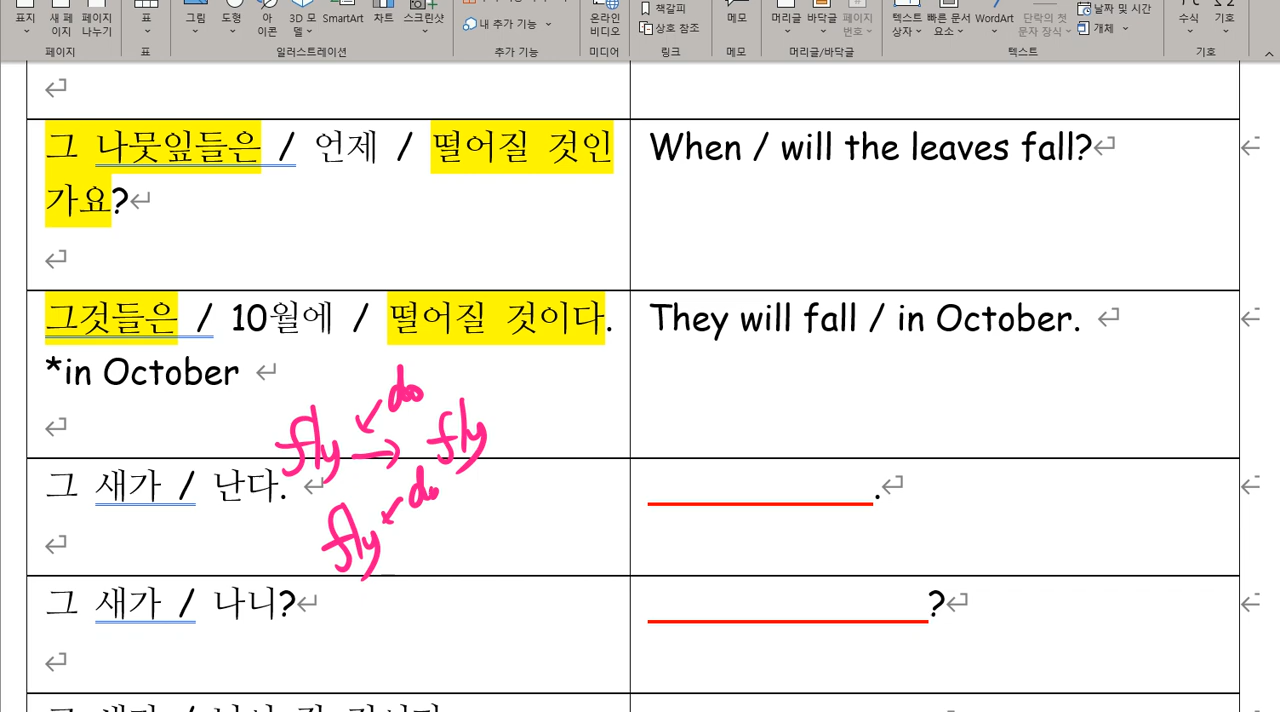 표지 새 페이지 페이지 나누기 표 그림 도형 아이콘 3D 모델 SmartArt 차트 스크린샷 내 추가 기능 온라인 비디오 책갈피 상호 참조 메모 머리글 바닥글 페이지 번호 텍스트 상자 빠른 문서 요소 WordArt 단락의 첫 문자 장식 날짜 및 시간 개체 수식 기호
페이지 표 일러스트레이션 추가 기능 미디어 링크 메모 머리글/바닥글 텍스트 기호
그 나뭇잎들은 / 언제 / 떨어질 것인
가요?
When / will the leaves fall?
그것들은 / 10월에 / 떨어질 것이다.
*in October
They will fall / in October.
do
fly → fly
그 새가 / 난다.
.
do
fly
그 새가 / 나니?
?